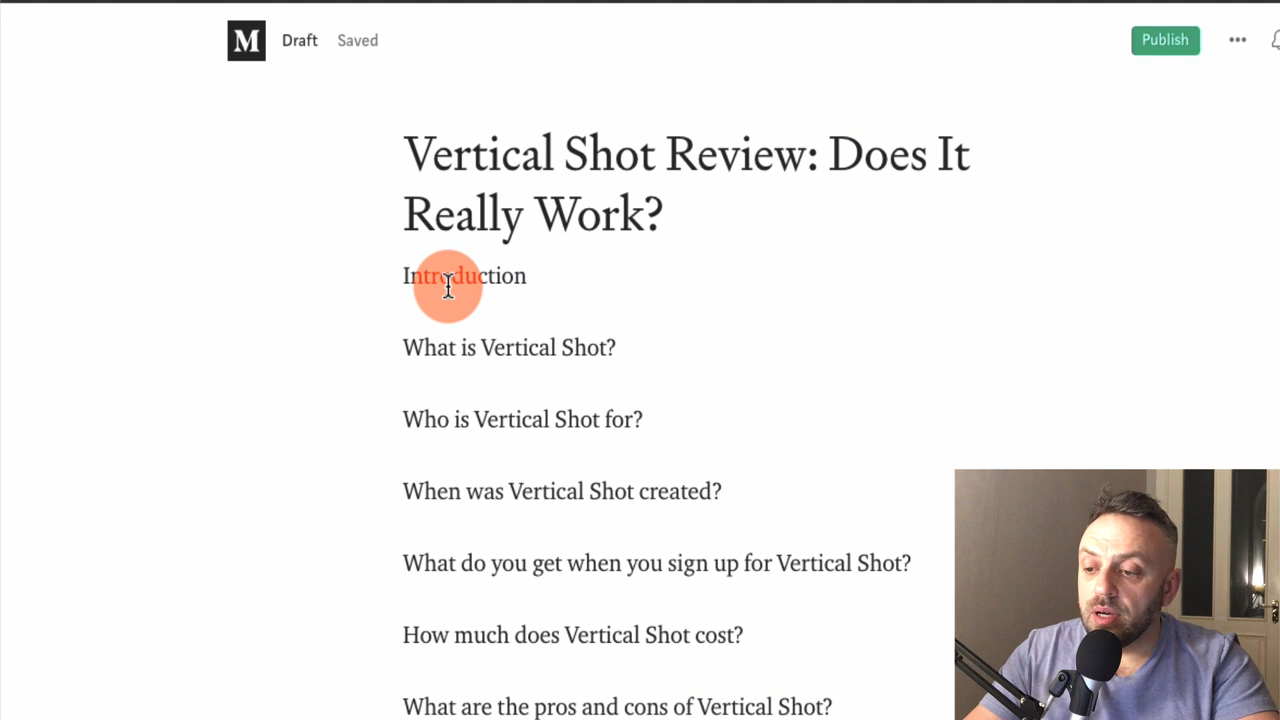 M Draft Saved Publish
Vertical Shot Review: Does It
Really Work?
Introduction
What is Vertical Shot?
Who is Vertical Shot for?
When was Vertical Shot created?
What do you get when you sign up for Vertical Shot?
How much does Vertical Shot cost?
What are the pros and cons of Vertical Shot?